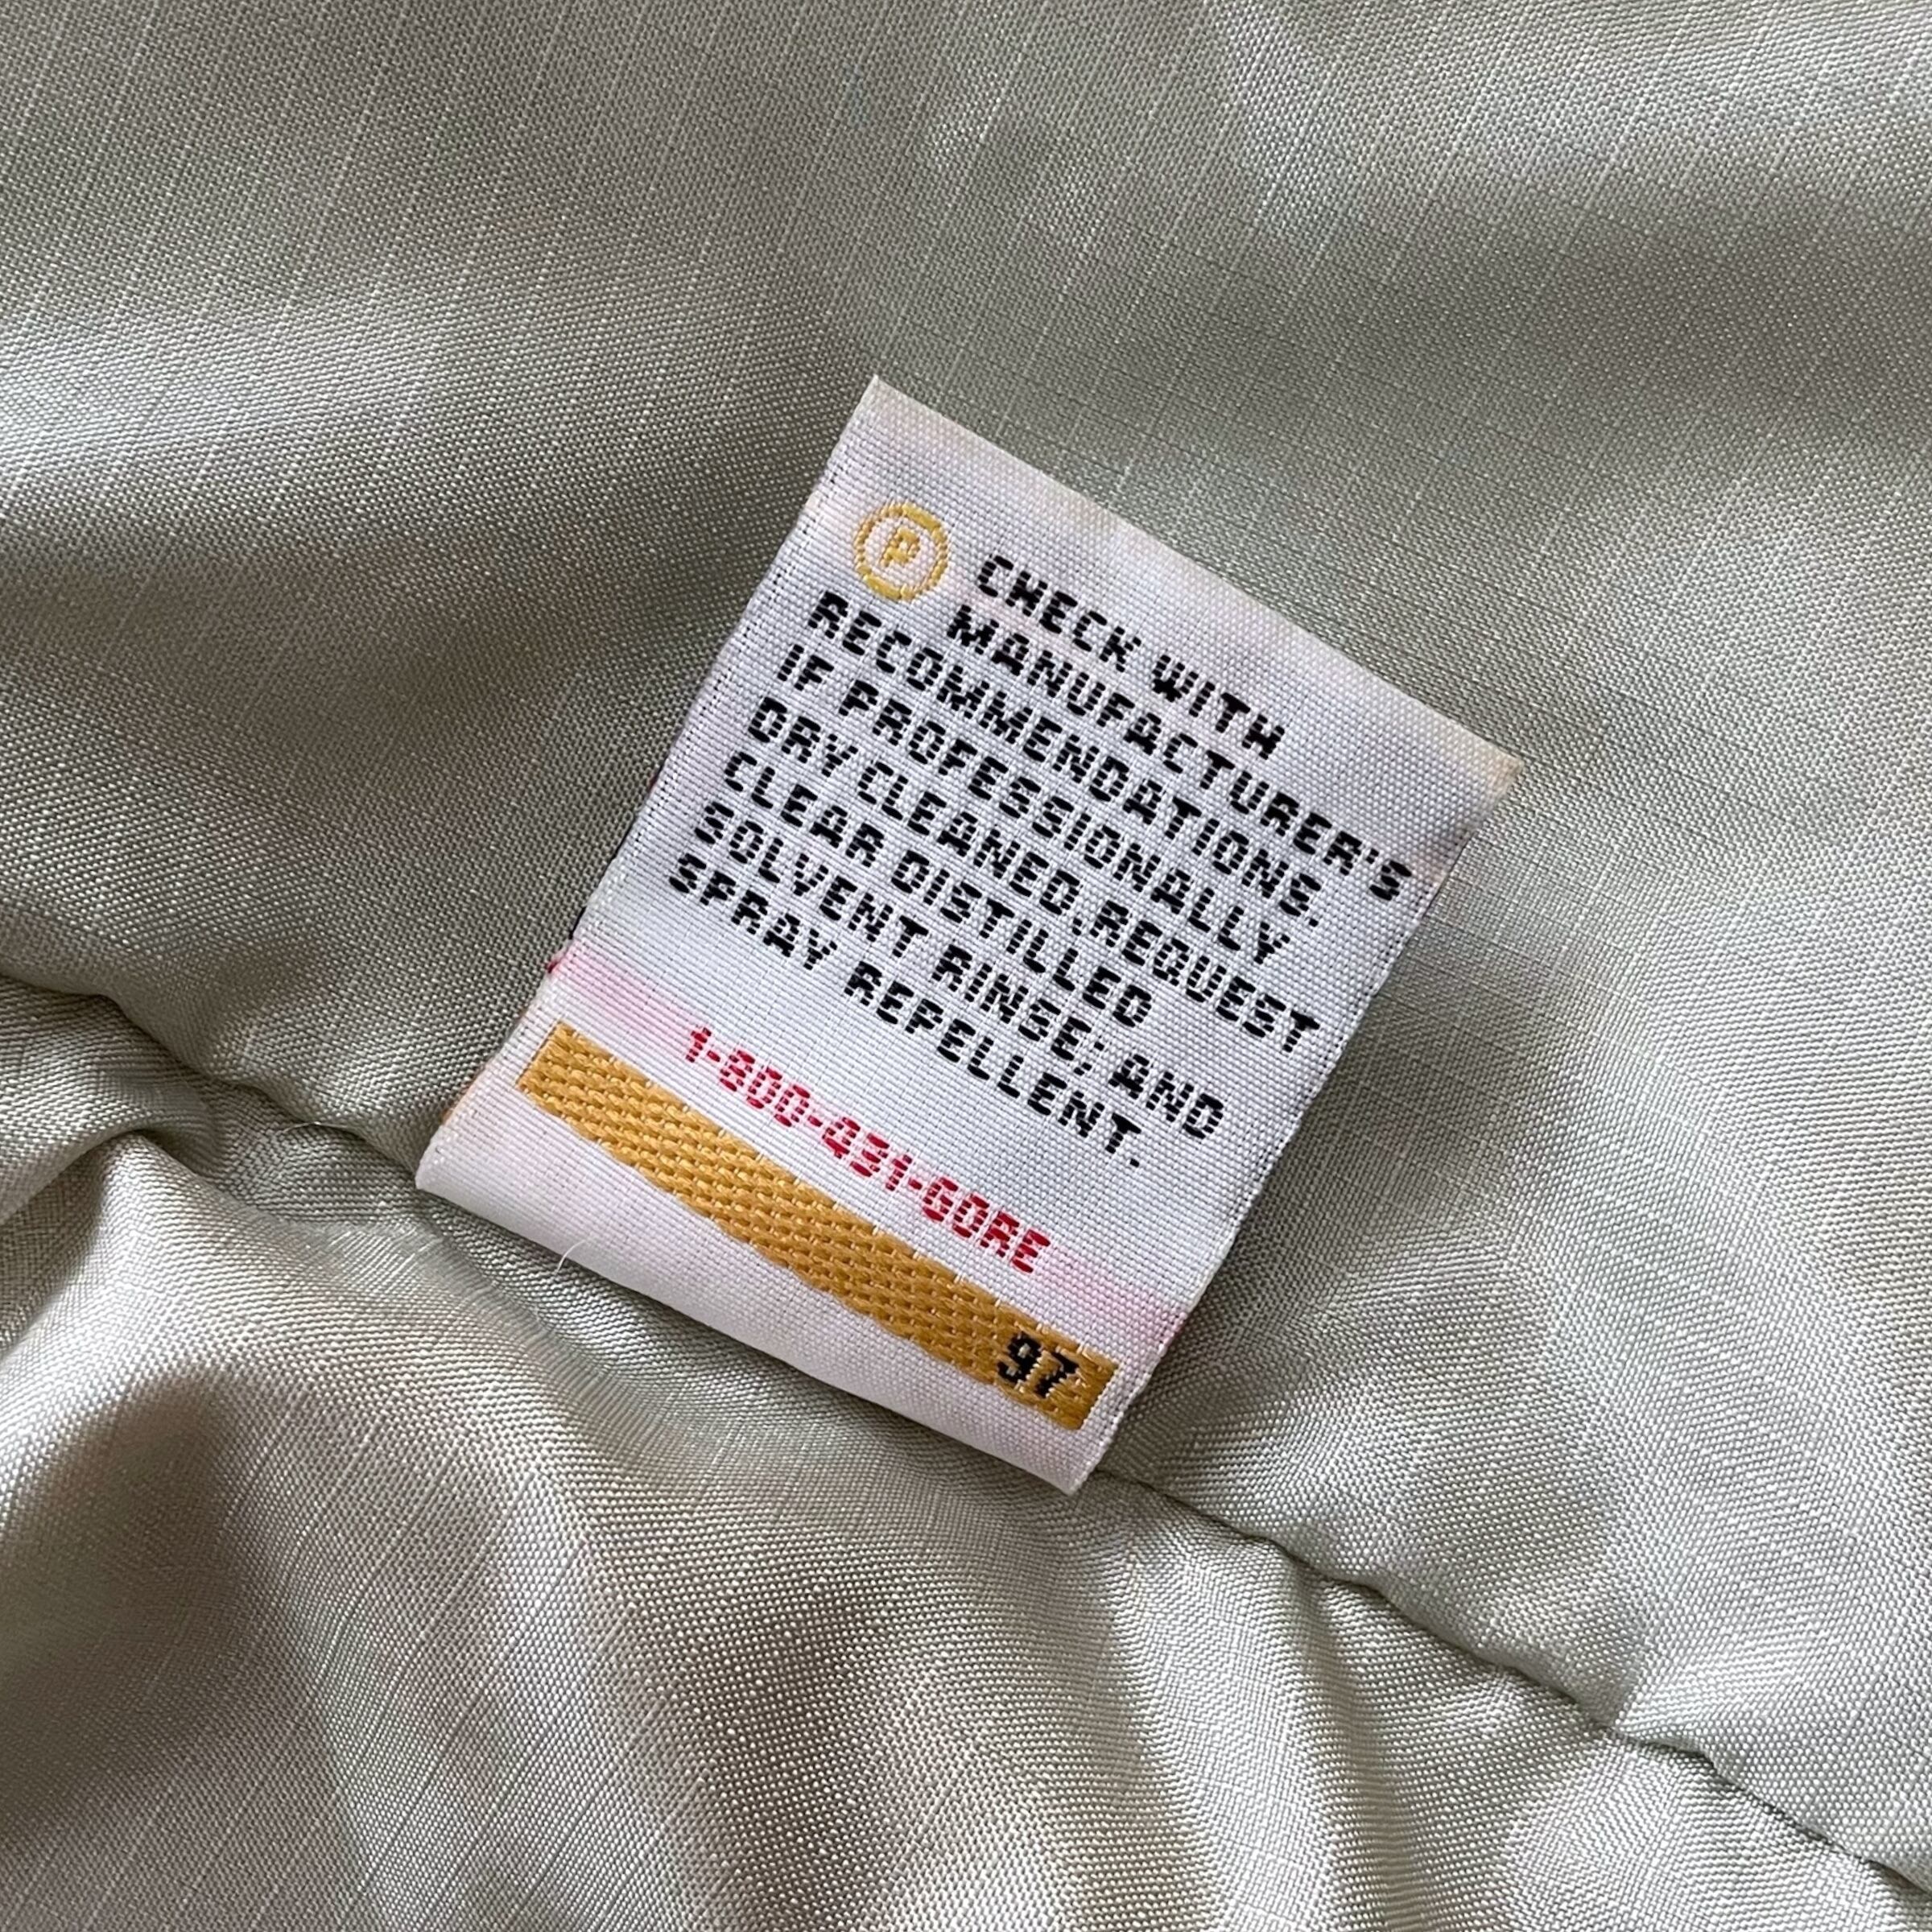 P CHECK WITH
MANUFACTURER'S
RECOMMENDATIONS.
IF PROFESSIONALLY
DRY CLEANED, REQUEST
CLEAR DISTILLED
SOLVENT RINSE; AND
SPRAY REPELLENT.
1-800-431-GORE
97